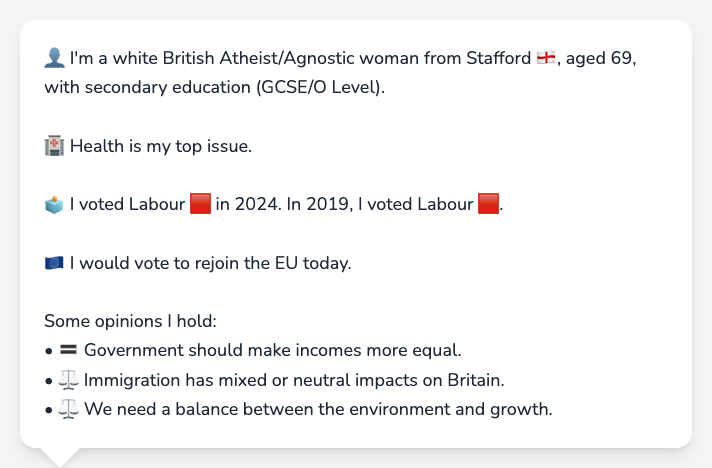 👤 I'm a white British Atheist/Agnostic woman from Stafford 🏴󠁧󠁢󠁥󠁮󠁧󠁿, aged 69,
with secondary education (GCSE/O Level).
🏥 Health is my top issue.
🗳️ I voted Labour 🟥 in 2024. In 2019, I voted Labour 🟥.
🇪🇺 I would vote to rejoin the EU today.
Some opinions I hold:
• 🟰 Government should make incomes more equal.
• ⚖️ Immigration has mixed or neutral impacts on Britain.
• ⚖️ We need a balance between the environment and growth.